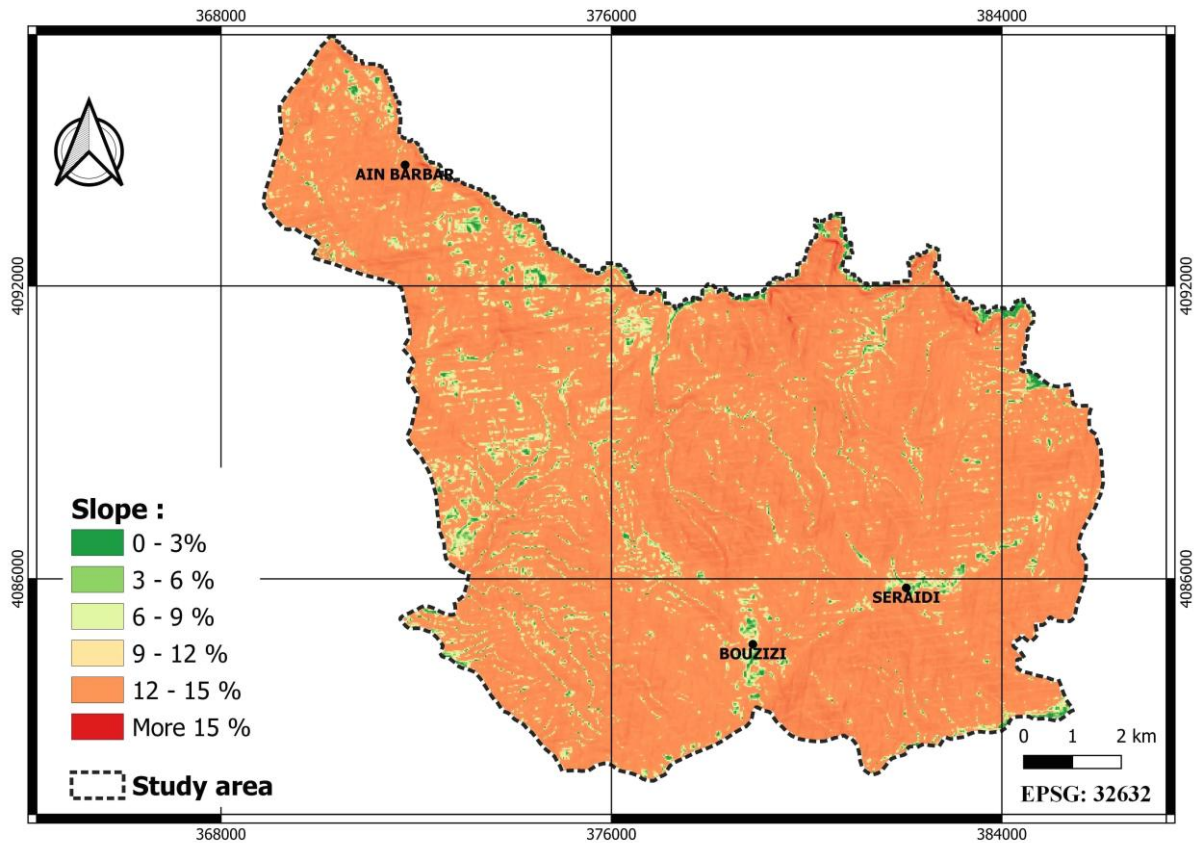 368000 376000 384000
AIN BARBAR
4092000 4092000
Slope :
0 - 3%
3 - 6 %
6 - 9 %
9 - 12 %
12 - 15 %
More 15 %
Study area
4086000 4086000
SERAIDI
BOUZIZI
0 1 2 km
EPSG: 32632
368000 376000 384000